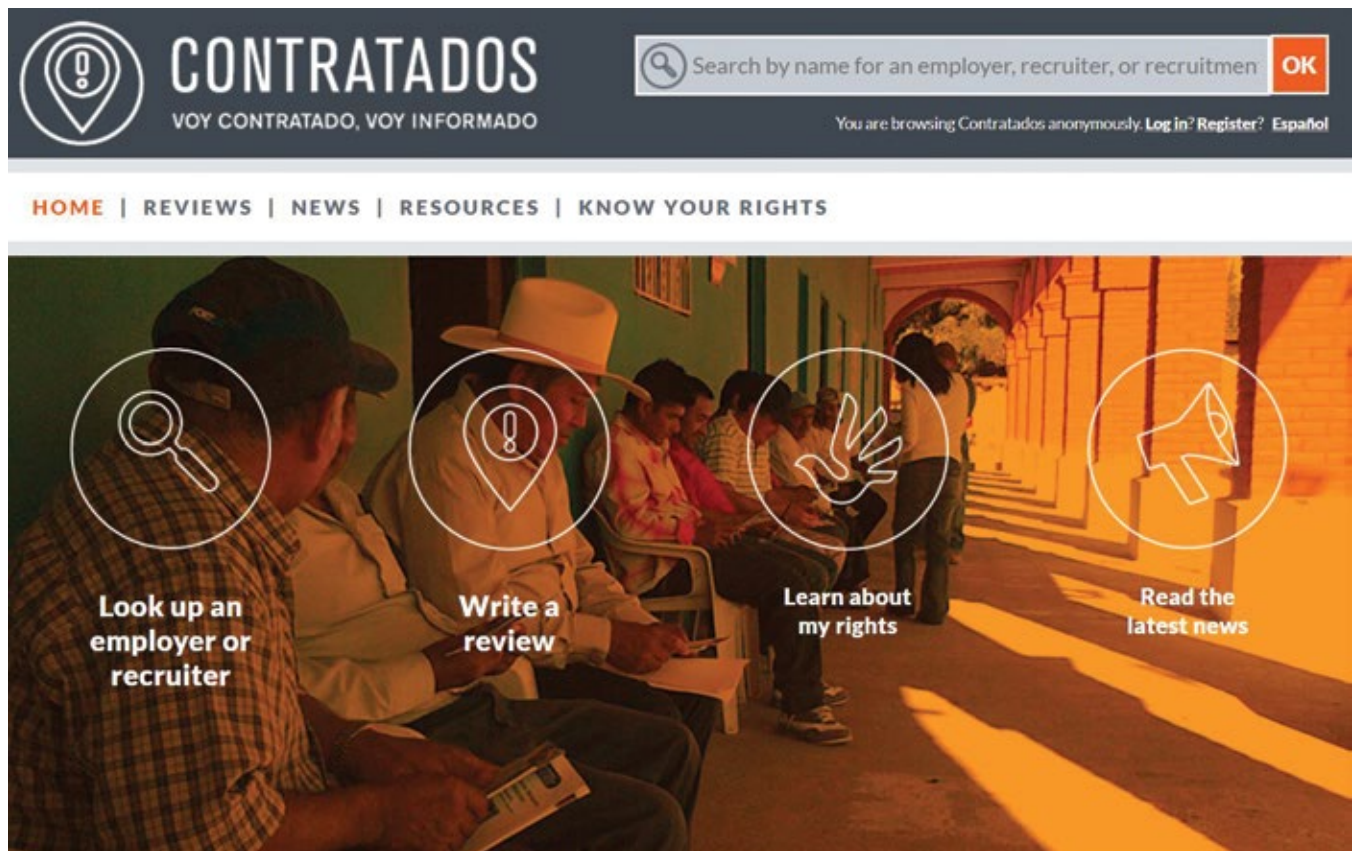 CONTRATADOS
VOY CONTRATADO, VOY INFORMADO
Search by name for an employer, recruiter, or recruitmen
OK
You are browsing Contratados anonymously. Log in? Register? Español
HOME | REVIEWS | NEWS | RESOURCES | KNOW YOUR RIGHTS
Look up an
employer or
recruiter
Write a
review
Learn about
my rights
Read the
latest news